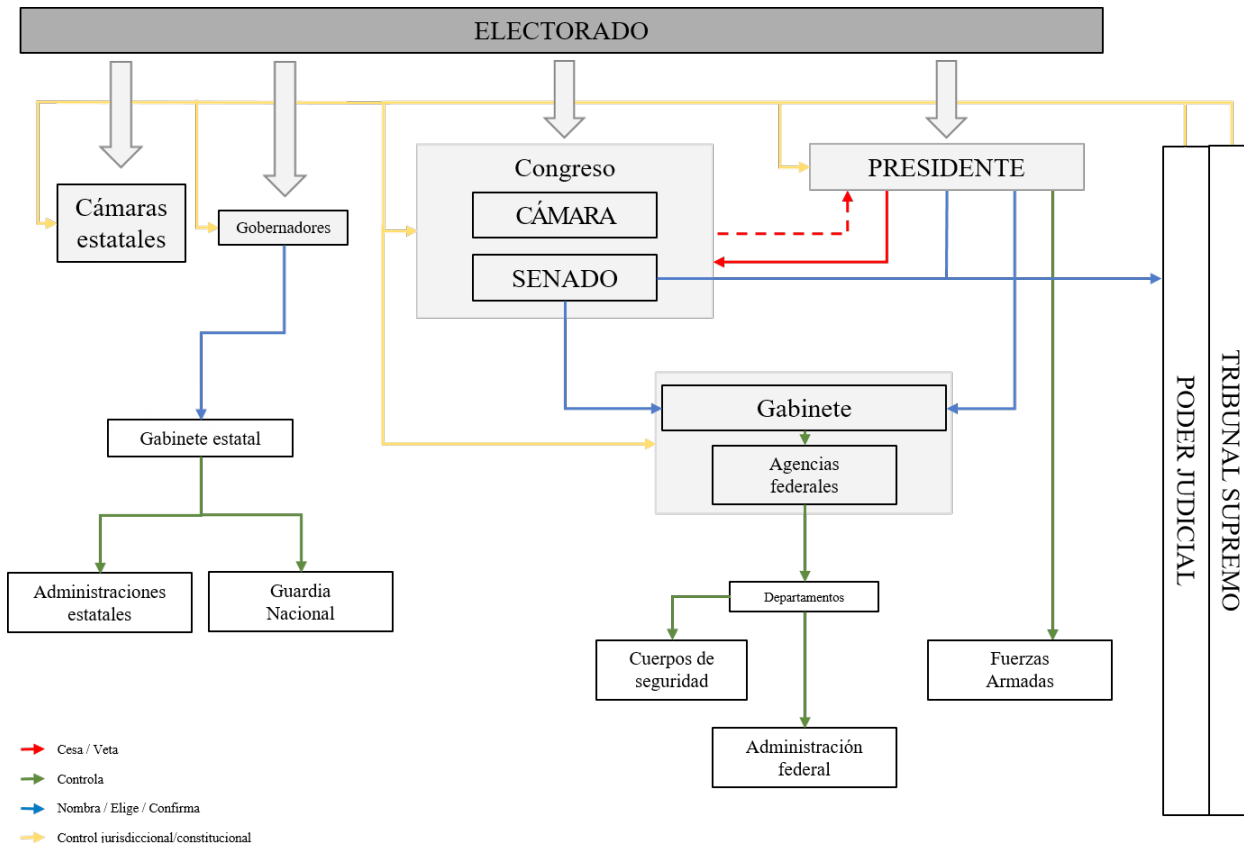 ELECTORADO
Congreso
PRESIDENTE
CÁMARA
Cámaras
estatales
Gobernadores
SENADO
Gabinete
Gabinete estatal
Agencias
federales
Administraciones
estatales
Guardia
Nacional
Departamentos
Cuerpos de
seguridad
Fuerzas
Armadas
Administración
federal
PODER JUDICIAL
TRIBUNAL SUPREMO
Cesa / Veta
Controla
Nombra / Elige / Confirma
Control jurisdiccional/constitucional